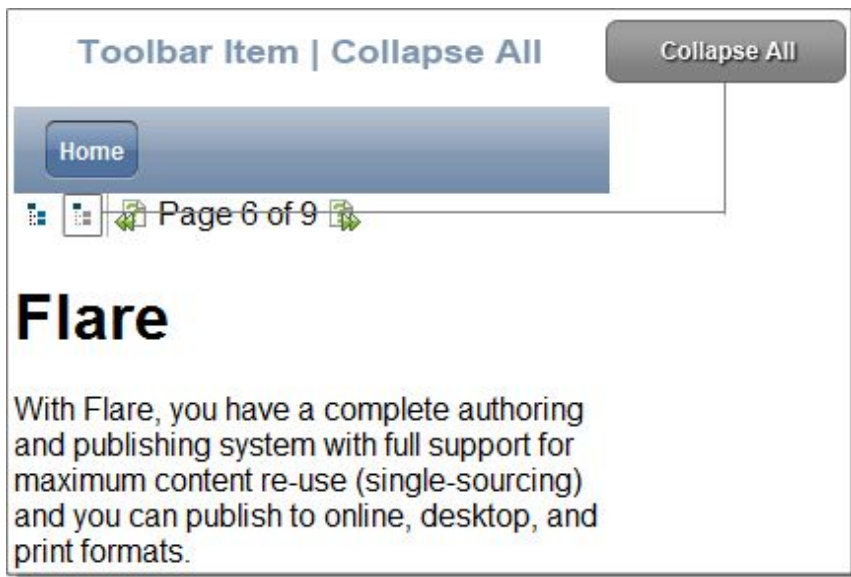 Toolbar Item | Collapse All
Collapse All
Home
Page 6 of 9
Flare
With Flare, you have a complete authoring
and publishing system with full support for
maximum content re-use (single-sourcing)
and you can publish to online, desktop, and
print formats.